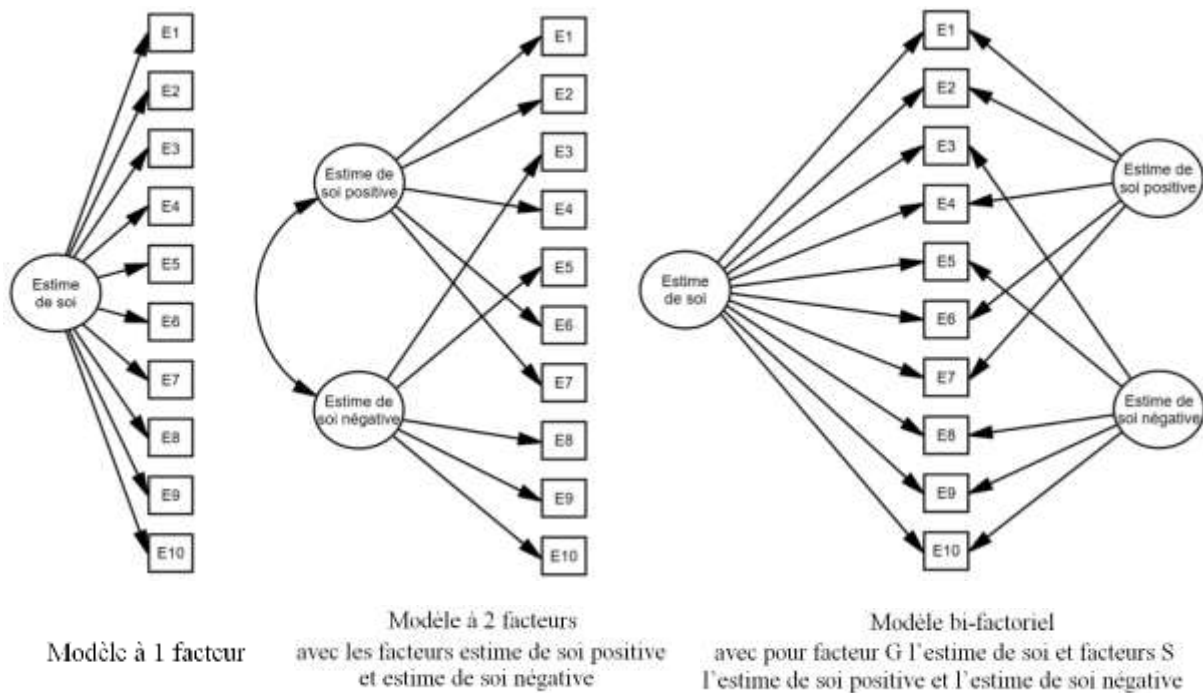 E1
E2
E3
E4
E5
E6
E7
E8
E9
E10
Estime
de soi
Modèle à 1 facteur
E1
E2
E3
E4
E5
E6
E7
E8
E9
E10
Estime de
soi positive
Estime de
soi négative
Modèle à 2 facteurs
avec les facteurs estime de soi positive
et estime de soi négative
E1
E2
E3
E4
E5
E6
E7
E8
E9
E10
Estime
de soi
Estime de
soi positive
Estime de
soi négative
Modèle bi-factoriel
avec pour facteur G l'estime de soi et facteurs S
l'estime de soi positive et l'estime de soi négative